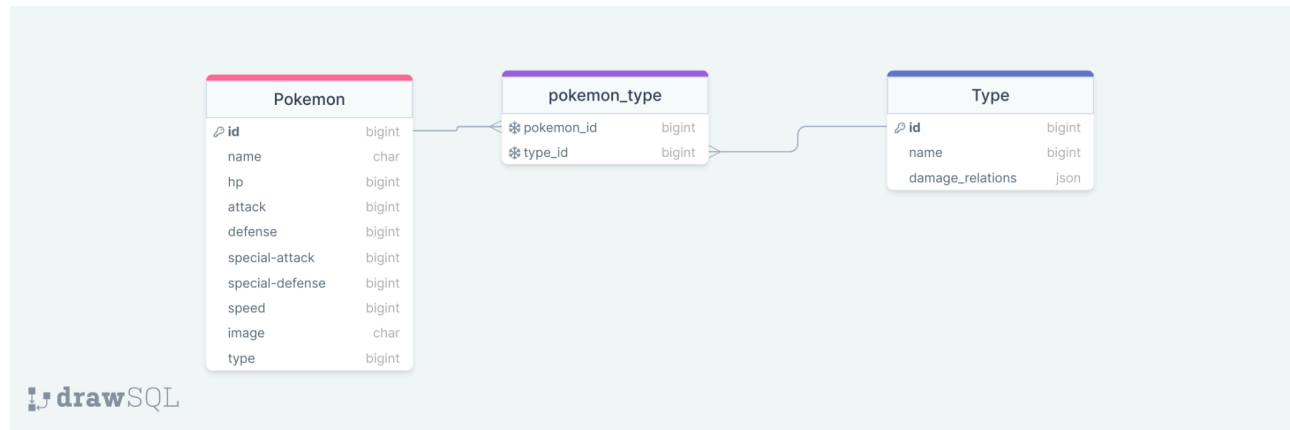 Pokemon
id bigint
name char
hp bigint
attack bigint
defense bigint
special-attack bigint
special-defense bigint
speed bigint
image char
type bigint
pokemon_type
pokemon_id bigint
type_id bigint
Type
id bigint
name bigint
damage_relations json
drawSQL